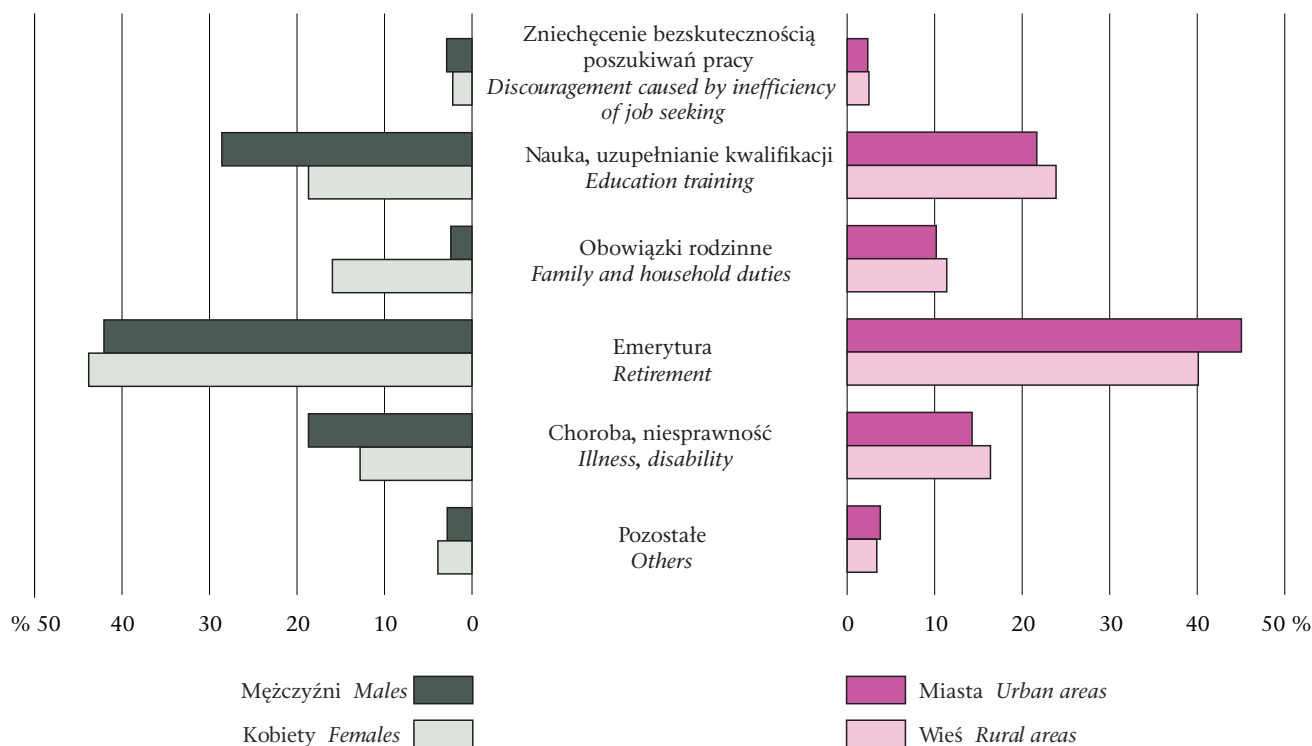 Zniechęcenie bezskutecznością
poszukiwań pracy
Discouragement caused by inefficiency
of job seeking
Nauka, uzupełnianie kwalifikacji
Education training
Obowiązki rodzinne
Family and household duties
Emerytura
Retirement
Choroba, niesprawność
Illness, disability
Pozostałe
Others
% 50 40 30 20 10 0
0 10 20 30 40 50 %
Mężczyźni Males
Kobiety Females
Miasta Urban areas
Wieś Rural areas